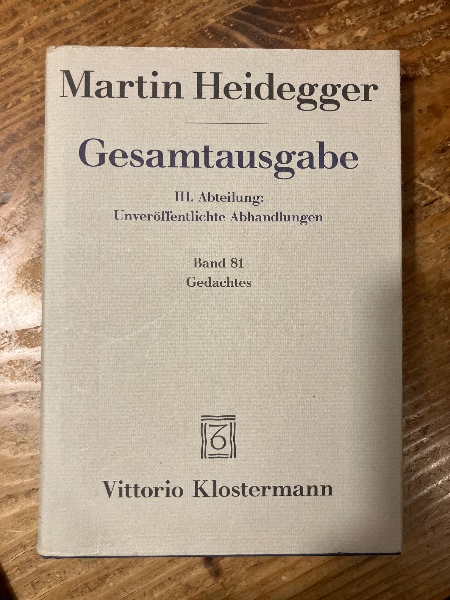 Martin Heidegger
Gesamtausgabe
III. Abteilung:
Unveröffentlichte Abhandlungen
Band 81
Gedachtes
Vittorio Klostermann